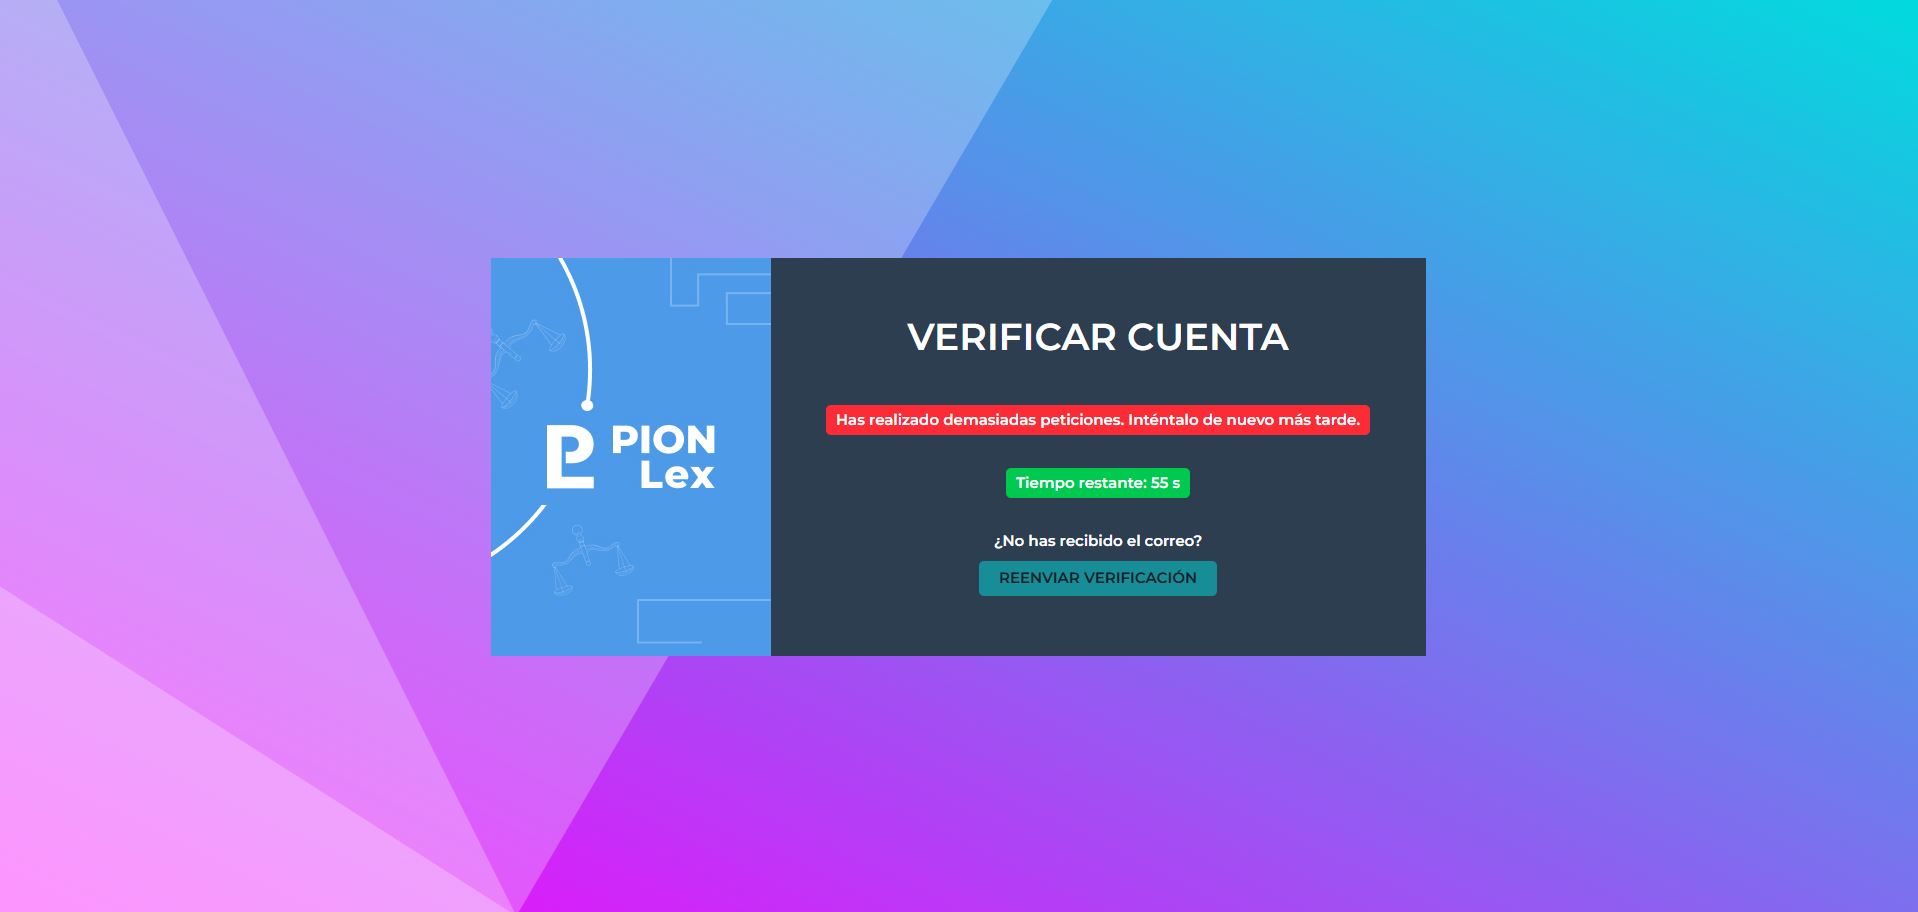 PION
Lex
VERIFICAR CUENTA
Has realizado demasiadas peticiones. Inténtalo de nuevo más tarde.
Tiempo restante: 55 s
¿No has recibido el correo?
REENVIAR VERIFICACIÓN